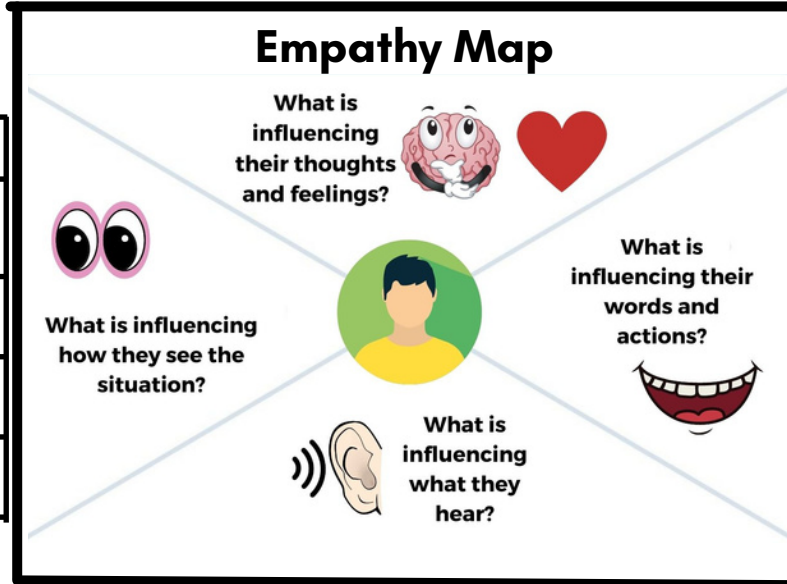 Empathy Map
What is
influencing
their thoughts
and feelings?
What is influencing
how they see the
situation?
What is
influencing their
words and
actions?
What is
influencing
what they
hear?